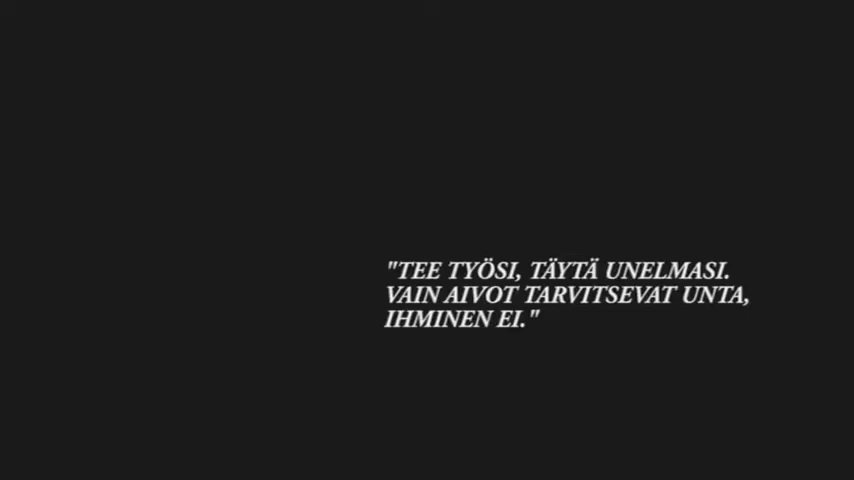 "TEE TYÖSI, TÄYTÄ UNELMASI.
VAIN AIVOT TARVITSEVAT UNTA,
IHMINEN EI."